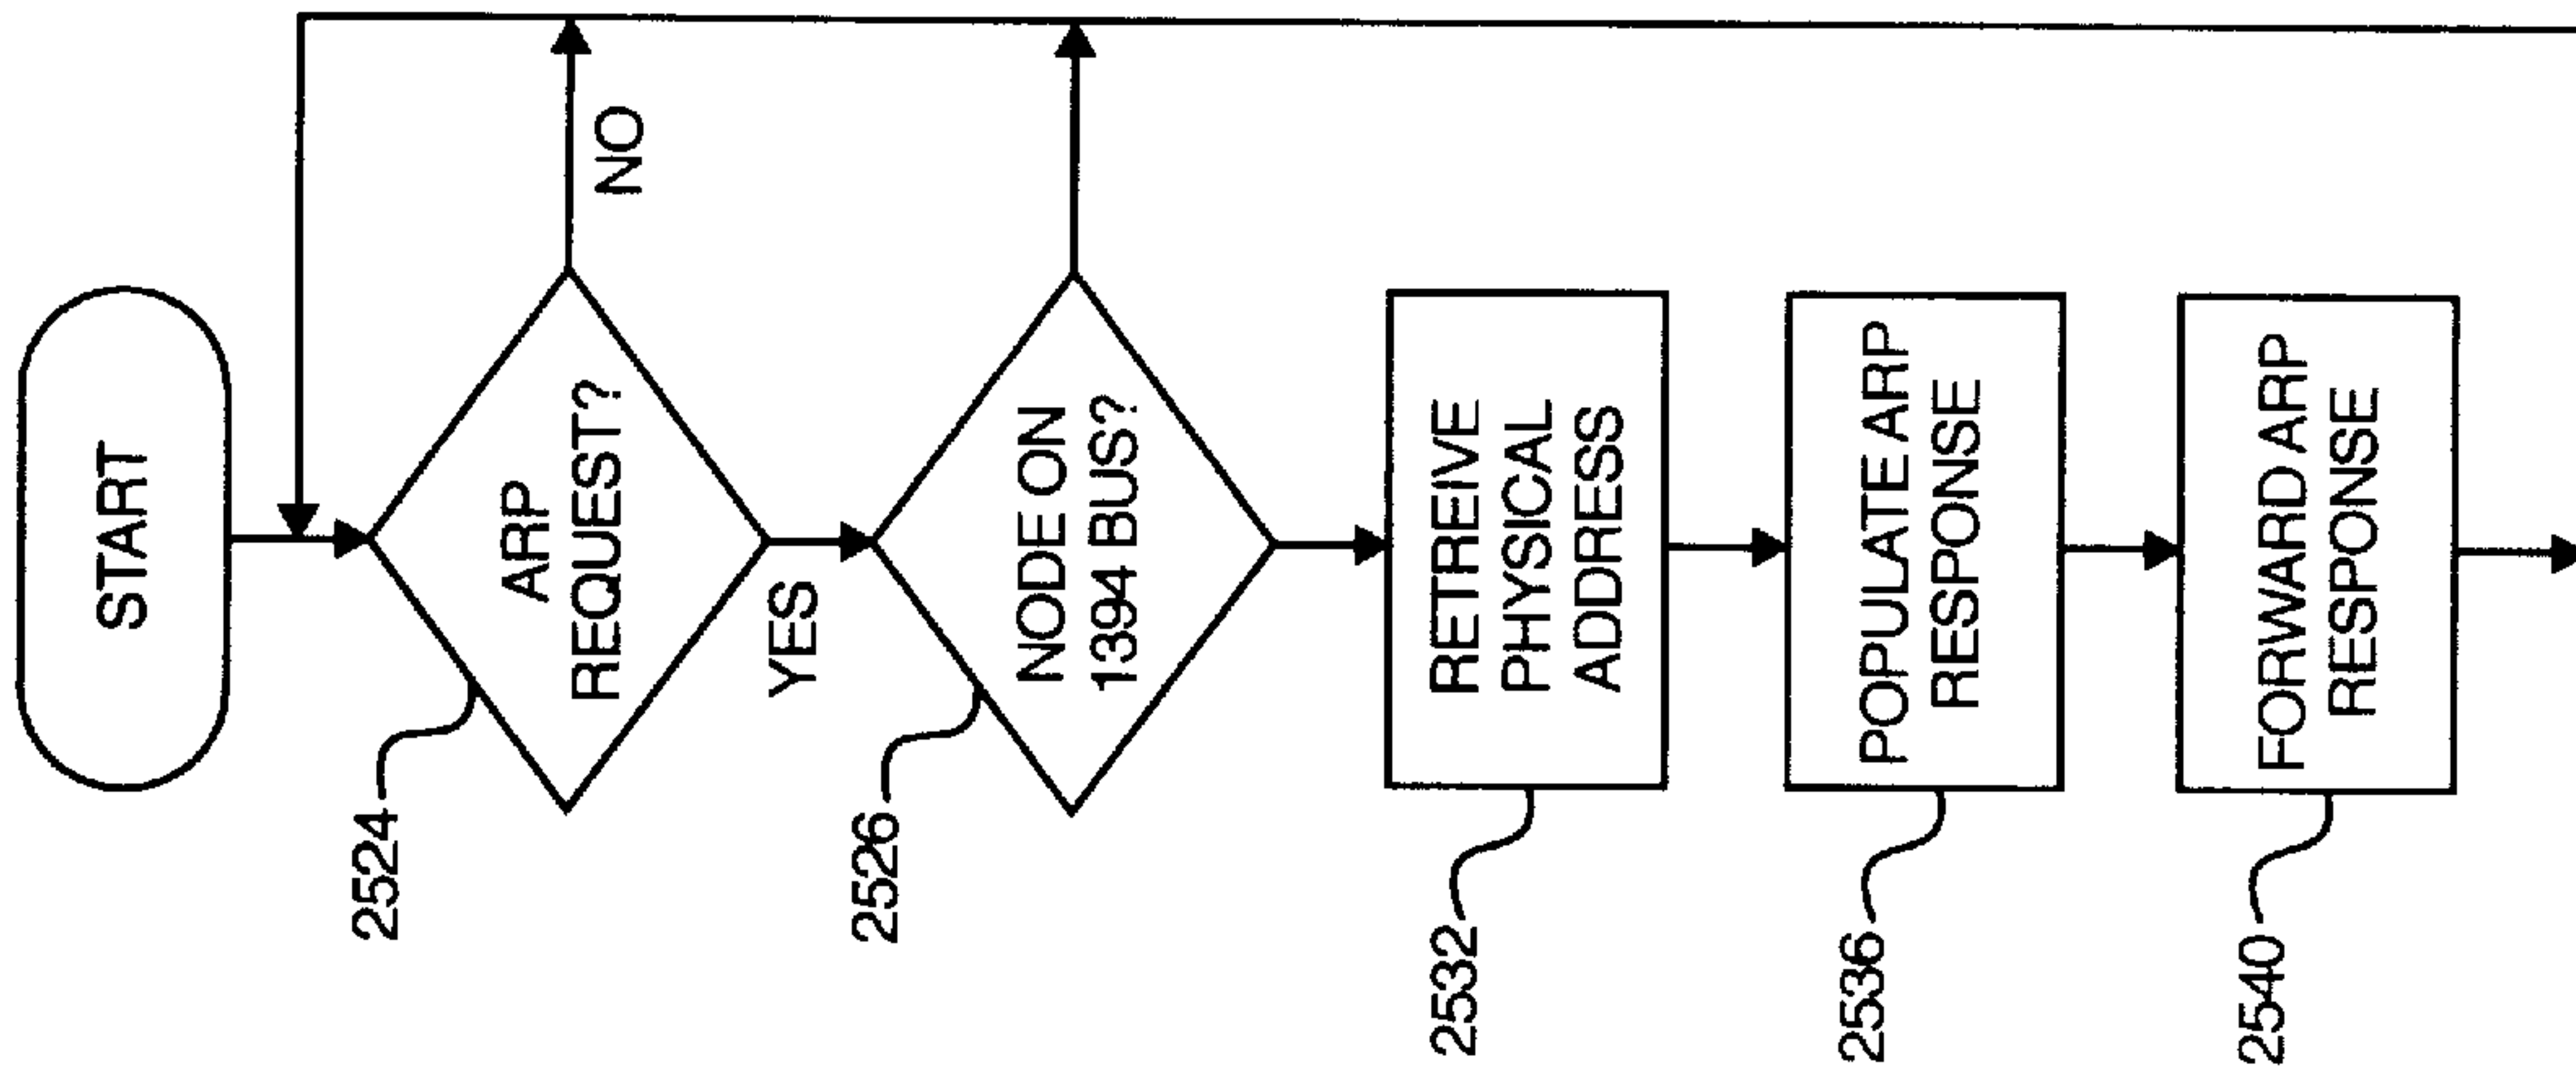 START
2524
ARP
REQUEST?
NO
YES
2526
NODE ON
1394 BUS?
2532
RETREIVE
PHYSICAL
ADDRESS
2536
POPULATE ARP
RESPONSE
2540
FORWARD ARP
RESPONSE